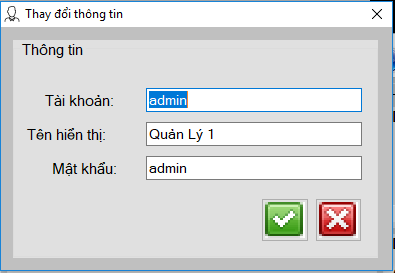 Thay đổi thông tin
Thông tin
Tài khoản: admin
Tên hiển thị: Quản Lý 1
Mật khẩu: admin